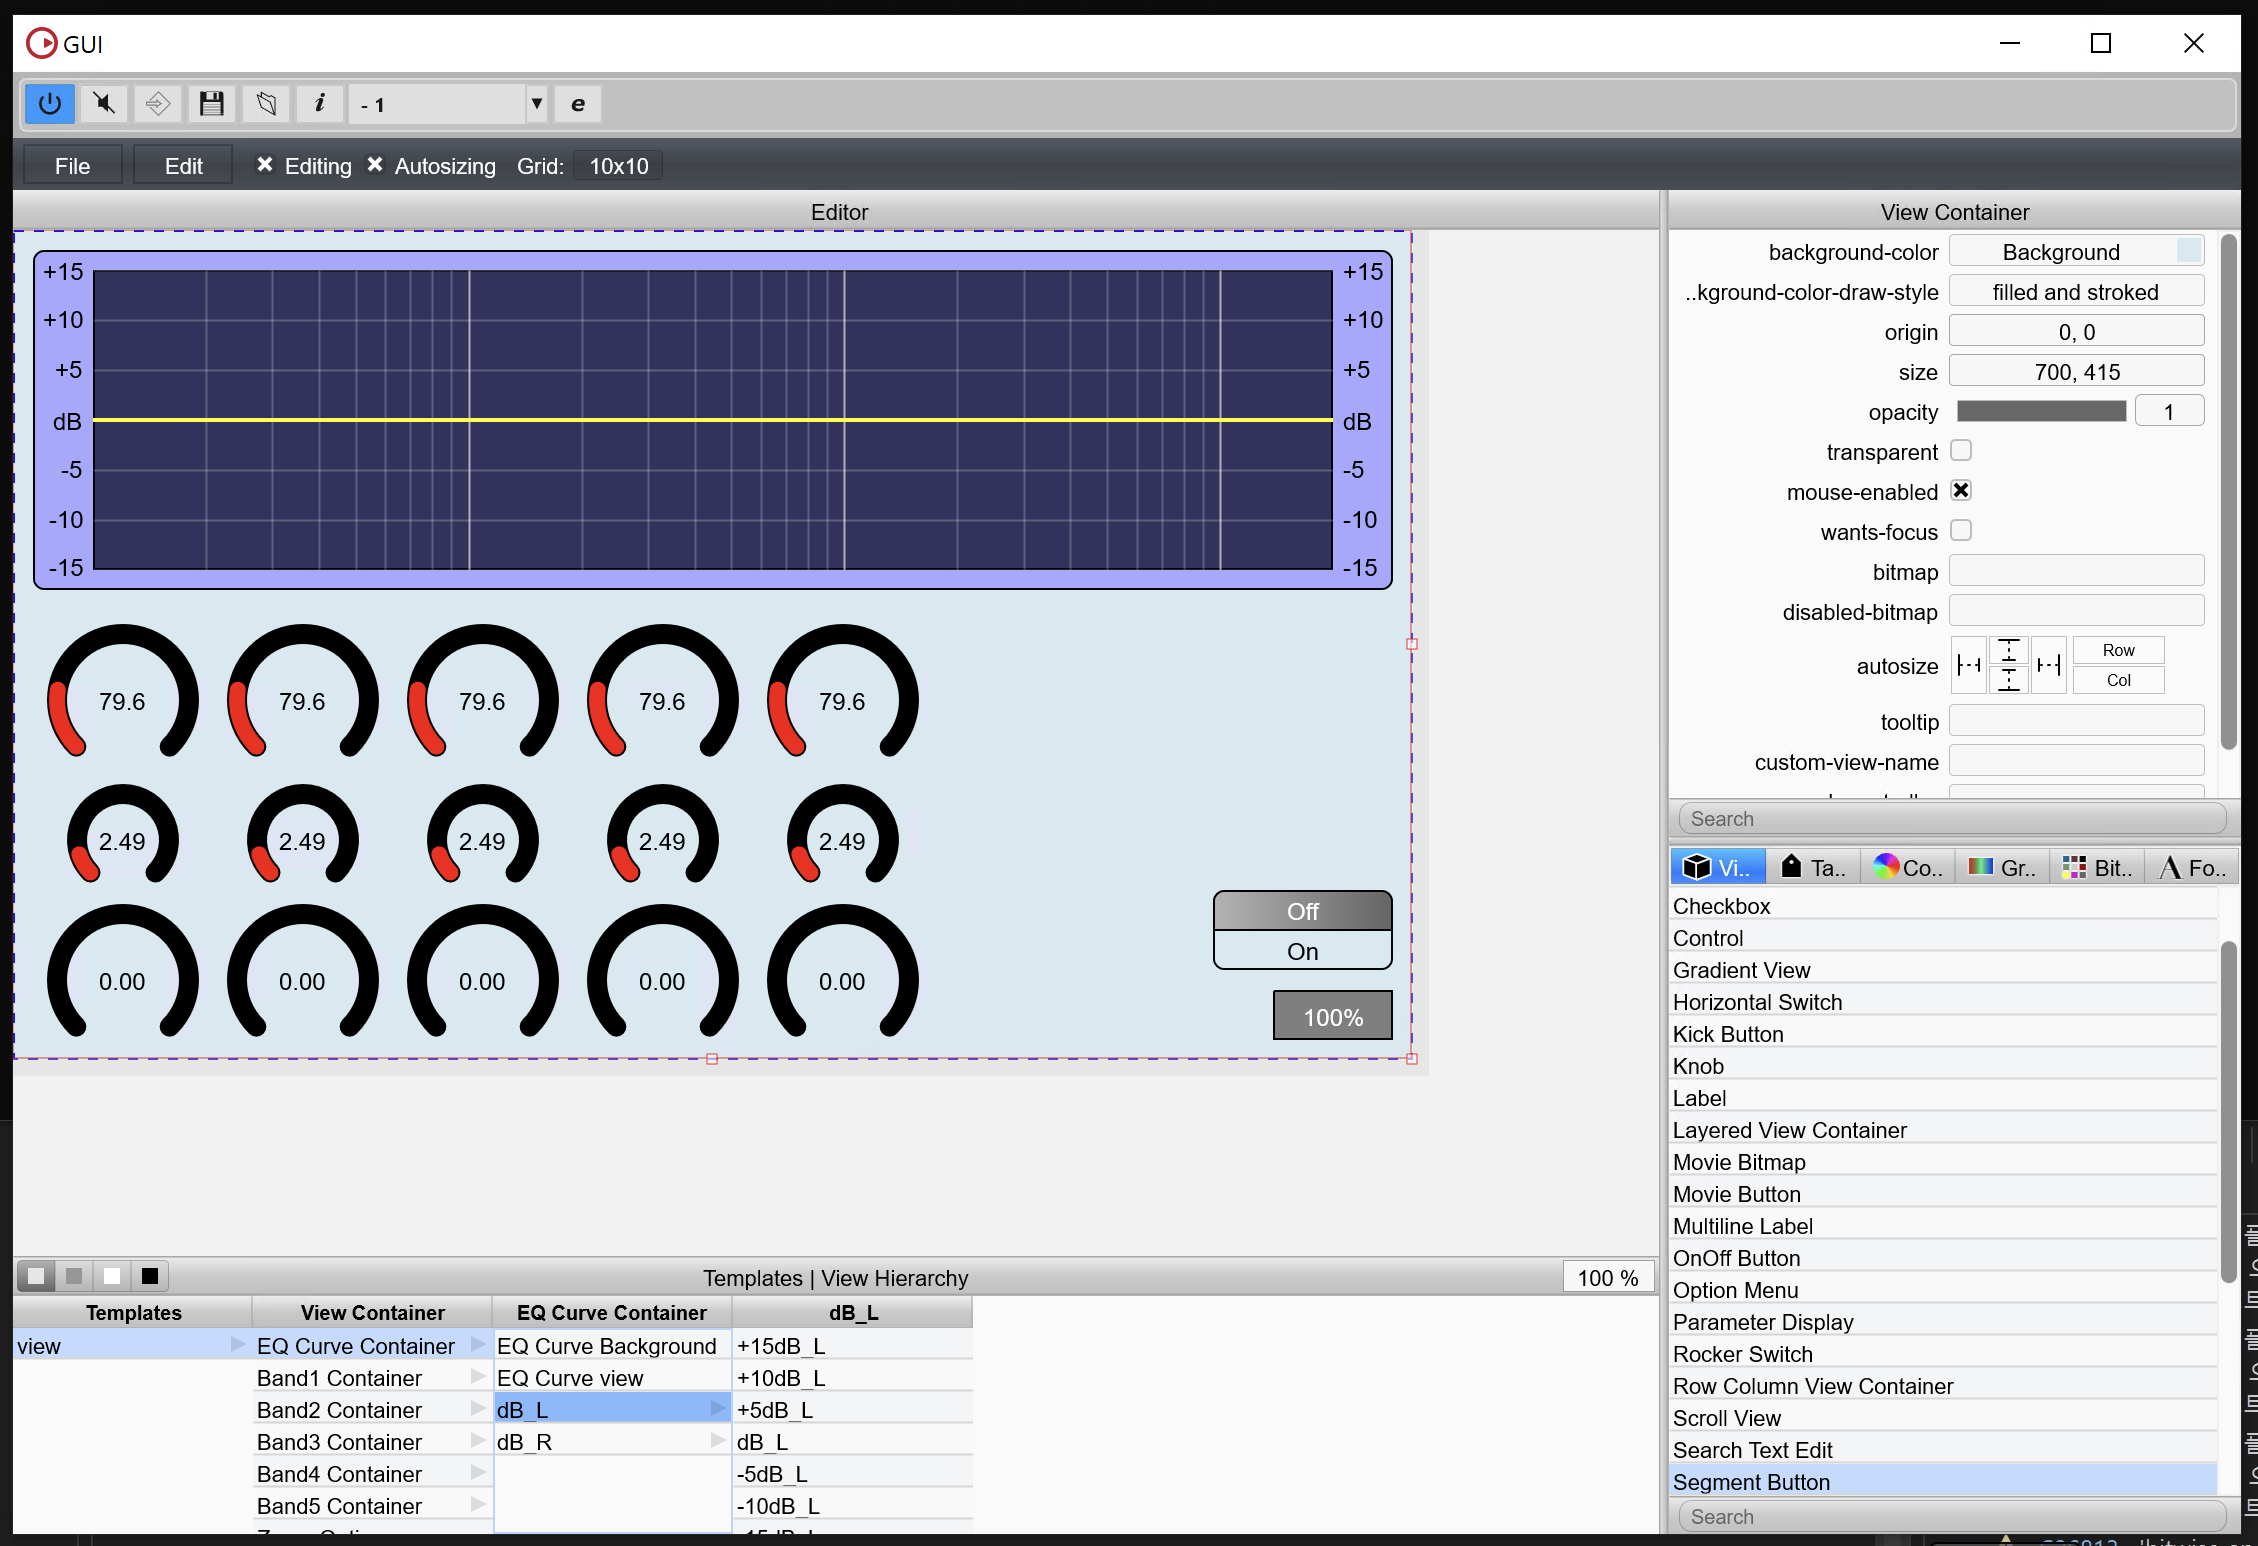 GUI
i
- 1
e
File
Edit
Editing
Autosizing
Grid:
10x10
Editor
+15
+10
+5
dB
-5
-10
-15
+15
+10
+5
dB
-5
-10
-15
79.6
79.6
79.6
79.6
79.6
2.49
2.49
2.49
2.49
2.49
0.00
0.00
0.00
0.00
0.00
Off
On
100%
View Container
background-color
Background
..kground-color-draw-style
filled and stroked
origin
0, 0
size
700, 415
opacity
1
transparent
mouse-enabled
wants-focus
bitmap
disabled-bitmap
autosize
Row
Col
tooltip
custom-view-name
Search
Vi..
Ta..
Co..
Gr..
Bit..
Fo..
Checkbox
Control
Gradient View
Horizontal Switch
Kick Button
Knob
Label
Layered View Container
Movie Bitmap
Movie Button
Multiline Label
OnOff Button
Option Menu
Parameter Display
Rocker Switch
Row Column View Container
Scroll View
Search Text Edit
Segment Button
Search
Templates | View Hierarchy
100 %
Templates
View Container
EQ Curve Container
dB_L
view
EQ Curve Container
Band1 Container
Band2 Container
Band3 Container
Band4 Container
Band5 Container
EQ Curve Background
EQ Curve view
dB_L
dB_R
+15dB_L
+10dB_L
+5dB_L
dB_L
-5dB_L
-10dB_L